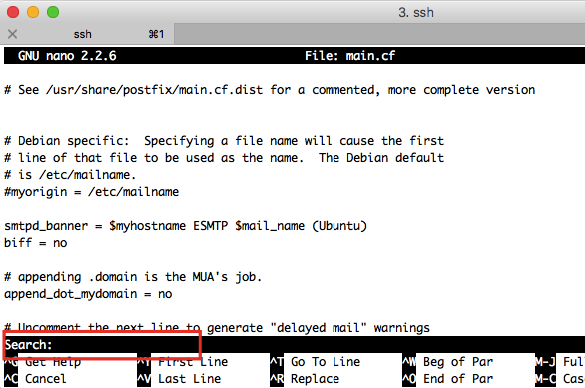 3. ssh
ssh ⌘1
GNU nano 2.2.6 File: main.cf
# See /usr/share/postfix/main.cf.dist for a commented, more complete version
# Debian specific:  Specifying a file name will cause the first
# line of that file to be used as the name.  The Debian default
# is /etc/mailname.
#myorigin = /etc/mailname
smtpd_banner = $myhostname ESMTP $mail_name (Ubuntu)
biff = no
# appending .domain is the MUA's job.
append_dot_mydomain = no
# Uncomment the next line to generate "delayed mail" warnings
Search:
^G Get Help ^Y First Line ^T Go To Line ^W Beg of Par M-J Ful
^C Cancel ^V Last Line ^R Replace ^O End of Par M-C Cas